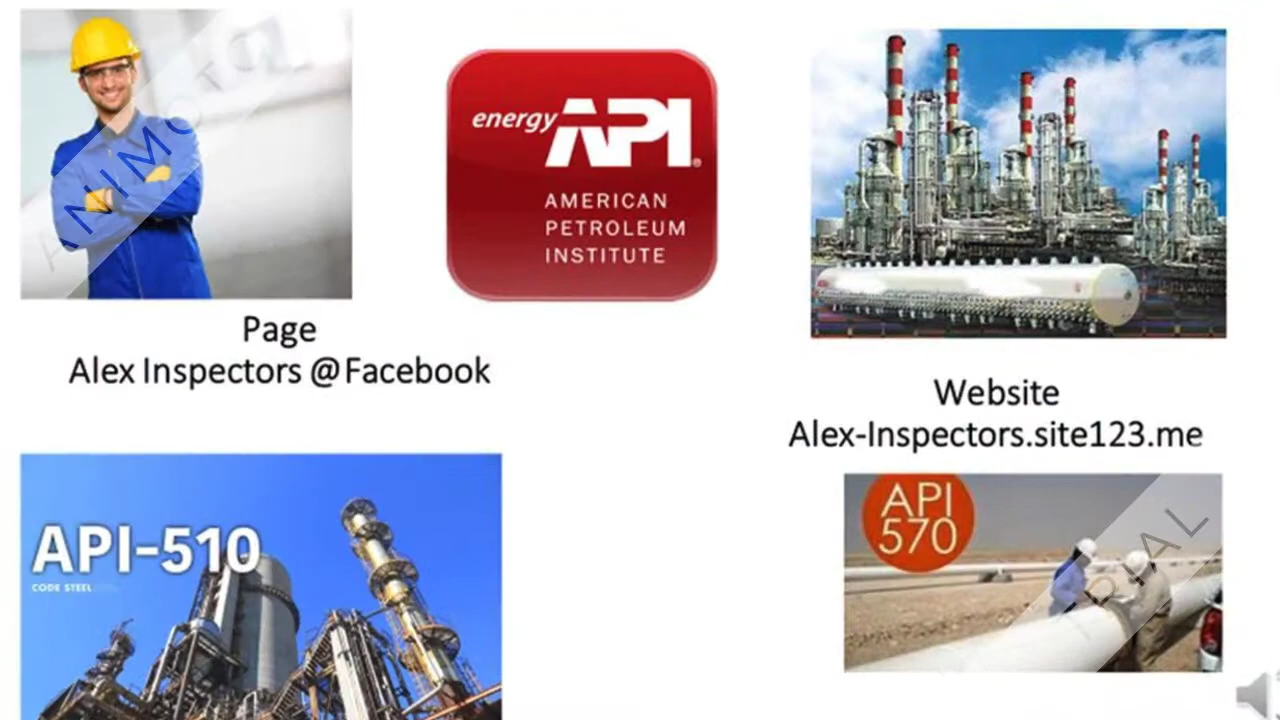 ANIMOTO
energy API®
AMERICAN
PETROLEUM
INSTITUTE
Page
Alex Inspectors @Facebook
Website
Alex-Inspectors.site123.me
API-510
CODE STEEL
API
570